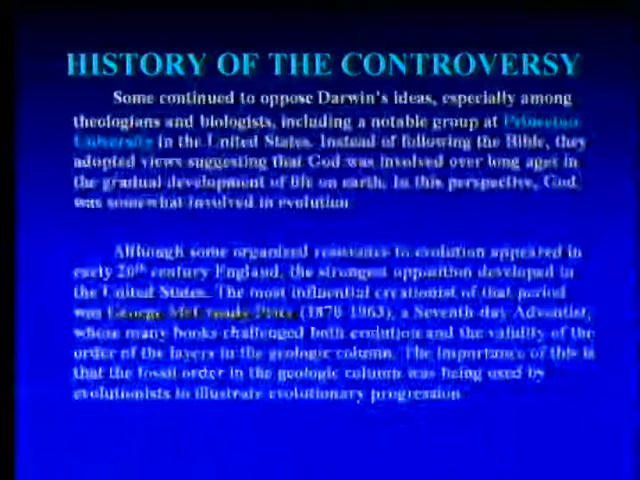 HISTORY OF THE CONTROVERSY
Some continued to oppose Darwin's ideas, especially among
theologians and biologists, including a notable group at Princeton
University in the United States. Instead of following the Bible, they
adopted views suggesting that God was involved over long ages in
the gradual development of life on earth. In this perspective, God
was somewhat involved in evolution.
Although some organized resistance to evolution appeared in
early 20th century England, the strongest opposition developed in
the United States. The most influential creationist of that period
was George McCready Price (1870-1963), a Seventh-day Adventist,
whose many books challenged both evolution and the validity of the
order of the layers in the geologic column. The importance of this is
that the fossil order in the geologic column was being used by
evolutionists to illustrate evolutionary progression.